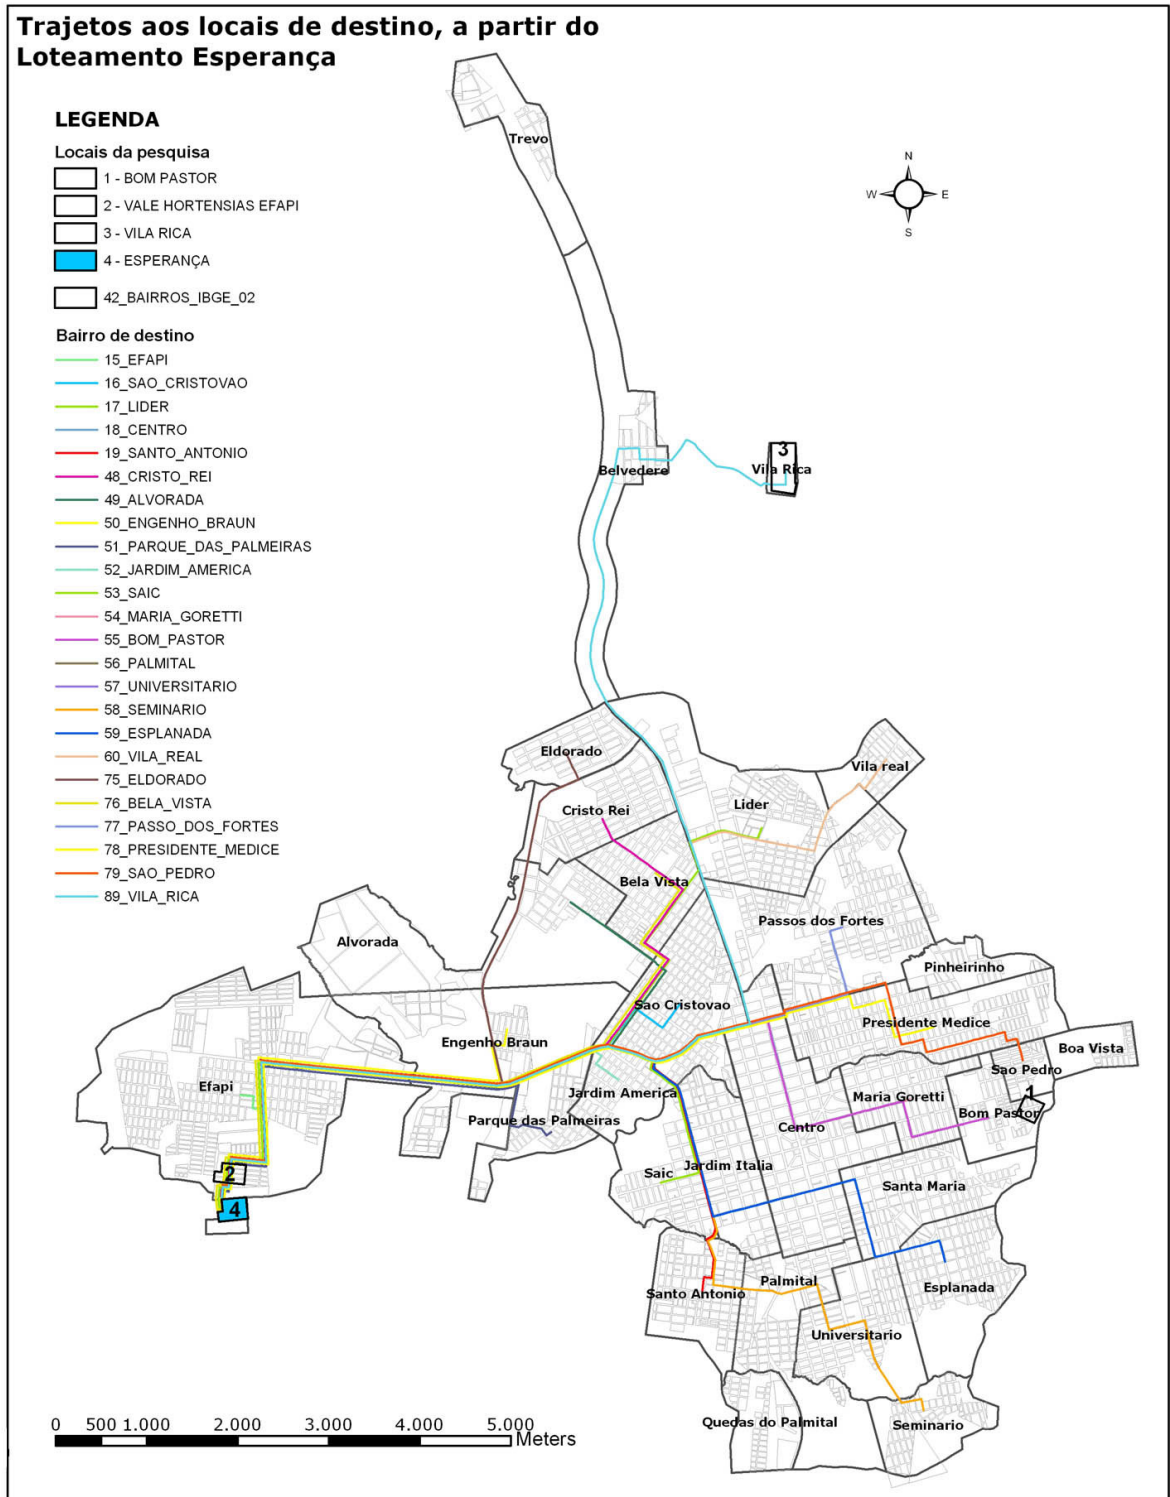 Trajetos aos locais de destino, a partir do
Loteamento Esperança
LEGENDA
Locais da pesquisa
1 - BOM PASTOR
2 - VALE HORTENSIAS EFAPI
3 - VILA RICA
4 - ESPERANÇA
42_BAIRROS_IBGE_02
Bairro de destino
15_EFAPI
16_SAO_CRISTOVAO
17_LIDER
18_CENTRO
19_SANTO_ANTONIO
48_CRISTO_REI
49_ALVORADA
50_ENGENHO_BRAUN
51_PARQUE_DAS_PALMEIRAS
52_JARDIM_AMERICA
53_SAIC
54_MARIA_GORETTI
55_BOM_PASTOR
56_PALMITAL
57_UNIVERSITARIO
58_SEMINARIO
59_ESPLANADA
60_VILA_REAL
75_ELDORADO
76_BELA_VISTA
77_PASSO_DOS_FORTES
78_PRESIDENTE_MEDICE
79_SAO_PEDRO
89_VILA_RICA
Trevo
N
W E
S
3
Belvedere
Vila Rica
Eldorado
Vila real
Cristo Rei
Lider
Bela Vista
Passos dos Fortes
Alvorada
Pinheirinho
Sao Cristovao
Presidente Medice
Engenho Braun
Boa Vista
Sao Pedro
Efapi
Jardim America
Maria Goretti
1
Bom Pastor
Parque das Palmeiras
Centro
2
Saic
Jardim Italia
Santa Maria
4
Palmital
Esplanada
Santo Antonio
Universitario
Quedas do Palmital
Seminario
0 500 1.000 2.000 3.000 4.000 5.000
Meters